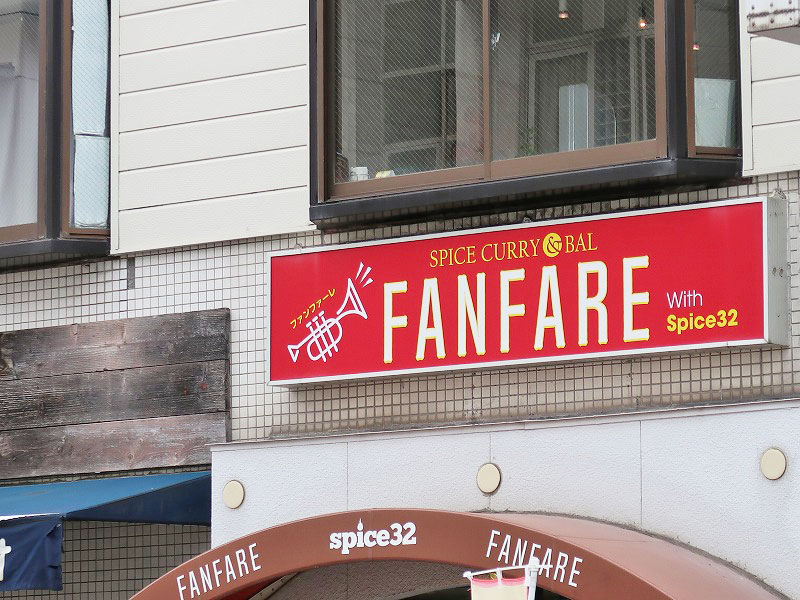 SPICE CURRY & BAL
ファンファーレ
FANFARE
With
Spice32
FANFARE
spice32
FANFARE